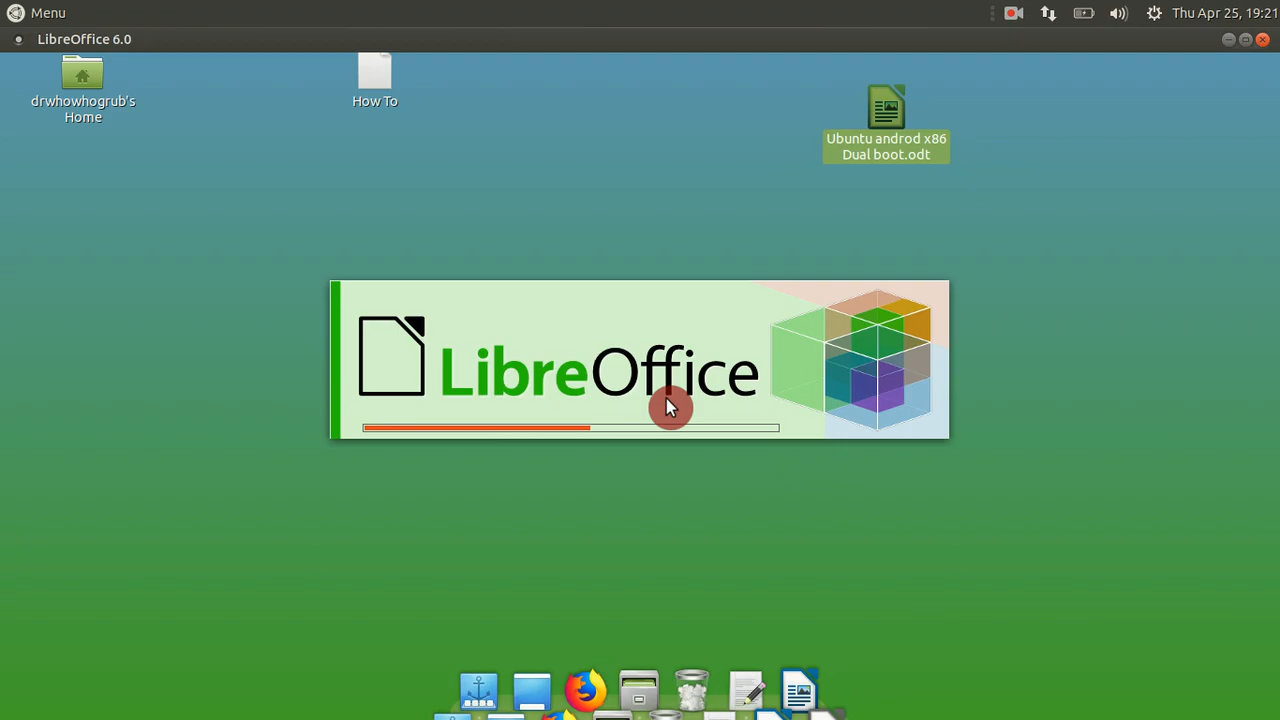 Menu
Thu Apr 25, 19:21
LibreOffice 6.0
drwhowhogrub's
Home
How To
Ubuntu androd x86
Dual boot.odt
LibreOffice